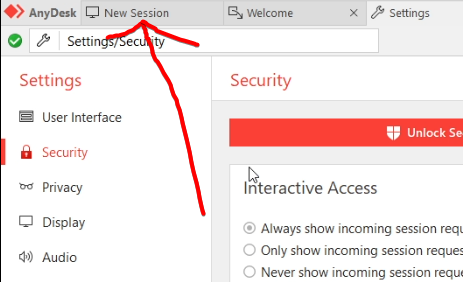 AnyDesk New Session Welcome Settings
Settings/Security
Settings
User Interface
Security
Privacy
Display
Audio
Security
Unlock Se
Interactive Access
Always show incoming session requ
Only show incoming session reques
Never show incoming session reque